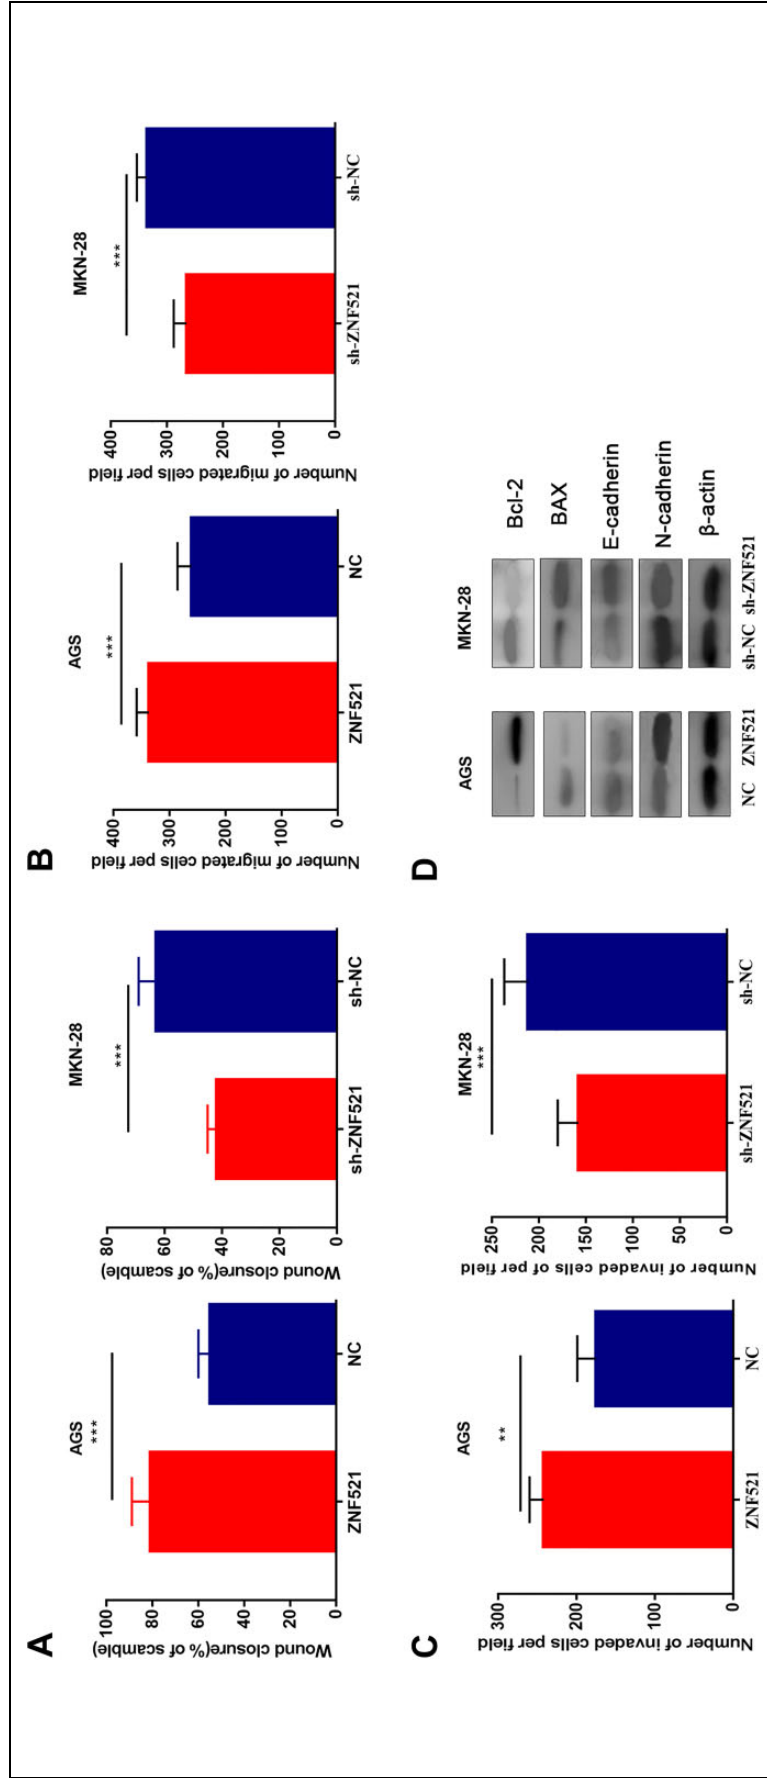 A
Wound closure(% of scamble)
100
80
60
40
20
0
AGS
***
ZNF521
NC
Wound closure(% of scamble)
80
60
40
20
0
MKN-28
***
sh-ZNF521
sh-NC
B
Number of migrated cells per field
400
300
200
100
0
AGS
***
ZNF521
NC
Number of migrated cells per field
400
300
200
100
0
MKN-28
***
sh-ZNF521
sh-NC
C
Number of invaded cells per field
300
200
100
0
AGS
**
ZNF521
NC
Number of invaded cells of per field
250
200
150
100
50
0
MKN-28
***
sh-ZNF521
sh-NC
D
AGS
MKN-28
Bcl-2
BAX
E-cadherin
N-cadherin
β-actin
NC ZNF521
sh-NC sh-ZNF521